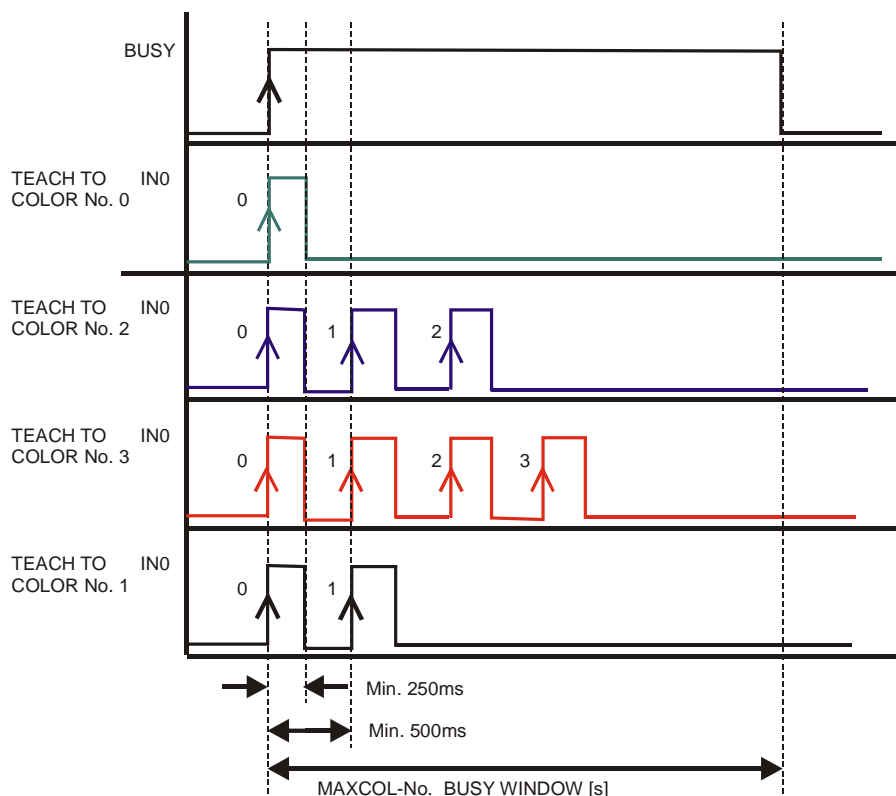 BUSY
TEACH TO IN0
COLOR No. 0
0
TEACH TO IN0
COLOR No. 2
0 1 2
TEACH TO IN0
COLOR No. 3
0 1 2 3
TEACH TO IN0
COLOR No. 1
0 1
Min. 250ms
Min. 500ms
MAXCOL-No. BUSY WINDOW [s]